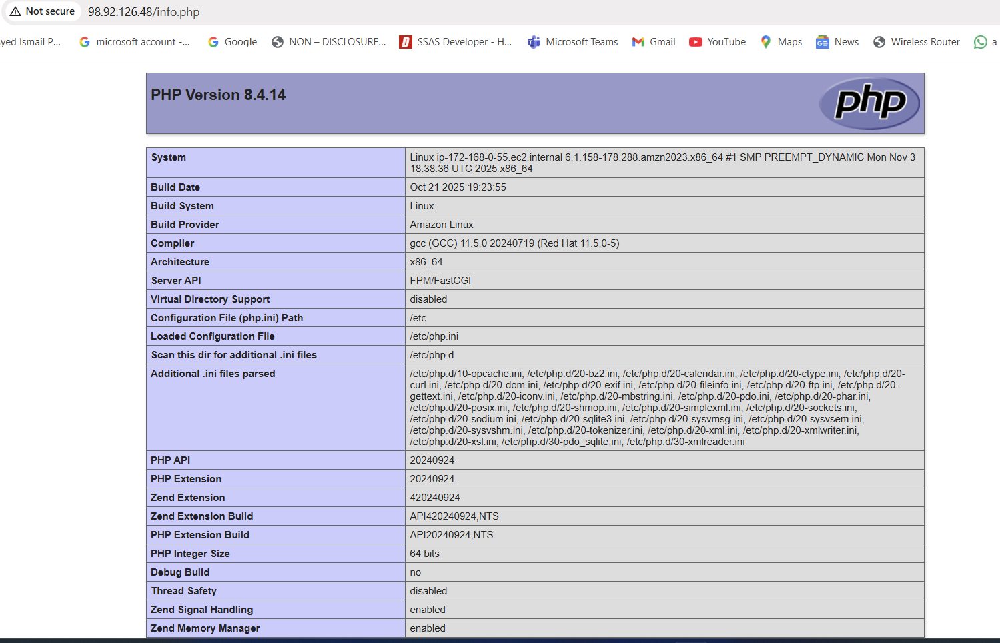 Not secure 98.92.126.48/info.php
yed Ismail P... microsoft account -... Google NON – DISCLOSURE... SSAS Developer - H... Microsoft Teams Gmail YouTube Maps News Wireless Router a
PHP Version 8.4.14
php
System Linux ip-172-168-0-55.ec2.internal 6.1.158-178.288.amzn2023.x86_64 #1 SMP PREEMPT_DYNAMIC Mon Nov 3
18:38:36 UTC 2025 x86_64
Build Date Oct 21 2025 19:23:55
Build System Linux
Build Provider Amazon Linux
Compiler gcc (GCC) 11.5.0 20240719 (Red Hat 11.5.0-5)
Architecture x86_64
Server API FPM/FastCGI
Virtual Directory Support disabled
Configuration File (php.ini) Path /etc
Loaded Configuration File /etc/php.ini
Scan this dir for additional .ini files /etc/php.d
Additional .ini files parsed /etc/php.d/10-opcache.ini, /etc/php.d/20-bz2.ini, /etc/php.d/20-calendar.ini, /etc/php.d/20-ctype.ini, /etc/php.d/20-
curl.ini, /etc/php.d/20-dom.ini, /etc/php.d/20-exif.ini, /etc/php.d/20-fileinfo.ini, /etc/php.d/20-ftp.ini, /etc/php.d/20-
gettext.ini, /etc/php.d/20-iconv.ini, /etc/php.d/20-mbstring.ini, /etc/php.d/20-pdo.ini, /etc/php.d/20-phar.ini,
/etc/php.d/20-posix.ini, /etc/php.d/20-shmop.ini, /etc/php.d/20-simplexml.ini, /etc/php.d/20-sockets.ini,
/etc/php.d/20-sodium.ini, /etc/php.d/20-sqlite3.ini, /etc/php.d/20-sysvmsg.ini, /etc/php.d/20-sysvsem.ini,
/etc/php.d/20-sysvshm.ini, /etc/php.d/20-tokenizer.ini, /etc/php.d/20-xml.ini, /etc/php.d/20-xmlwriter.ini,
/etc/php.d/20-xsl.ini, /etc/php.d/30-pdo_sqlite.ini, /etc/php.d/30-xmlreader.ini
PHP API 20240924
PHP Extension 20240924
Zend Extension 420240924
Zend Extension Build API420240924,NTS
PHP Extension Build API20240924,NTS
PHP Integer Size 64 bits
Debug Build no
Thread Safety disabled
Zend Signal Handling enabled
Zend Memory Manager enabled